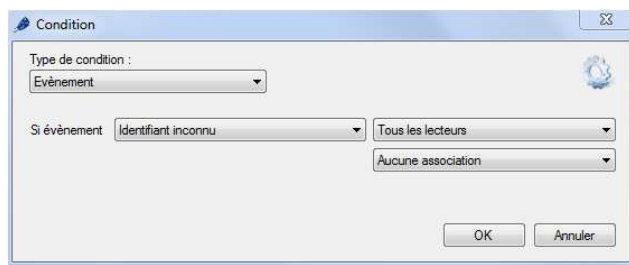 Condition
Type de condition :
Evènement
Si évènement Identifiant inconnu Tous les lecteurs
Aucune association
OK Annuler